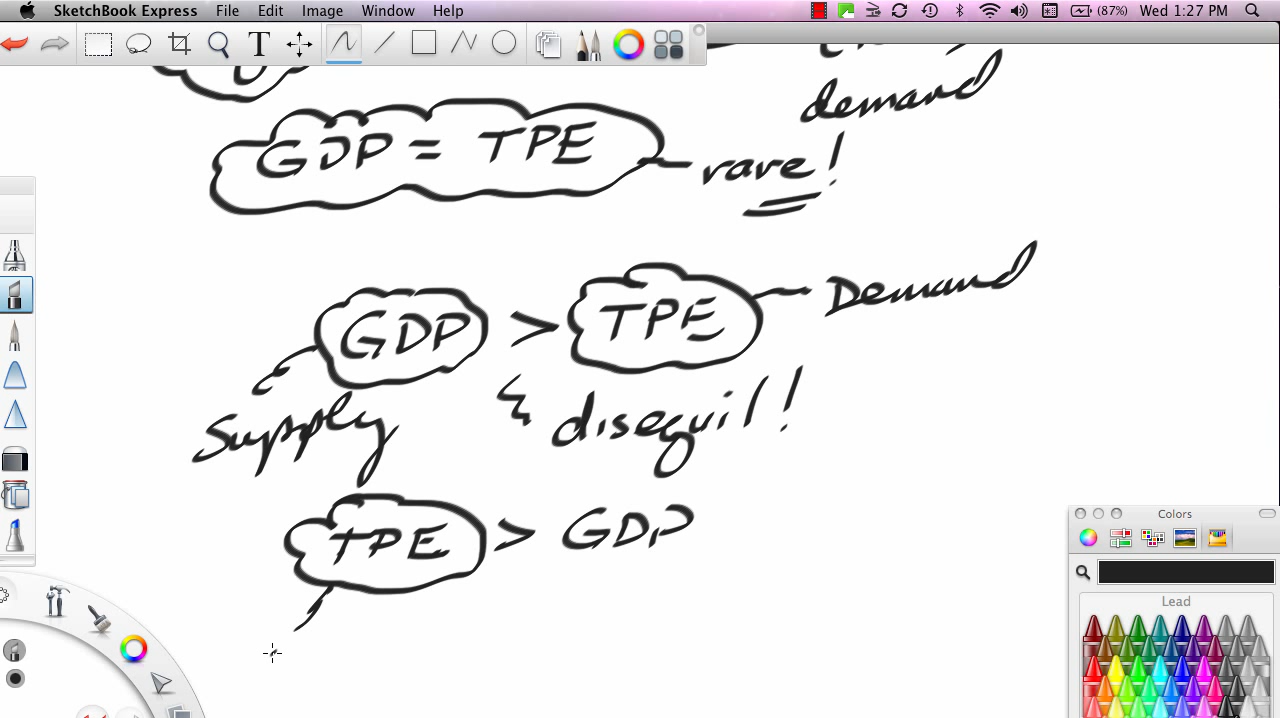 SketchBook Express File Edit Image Window Help (87%) Wed 1:27 PM
T
demand
GDP = TPE
rare!
GDP > TPE
Demand
Supply
disequil!
TPE > GDP
Colors
Lead